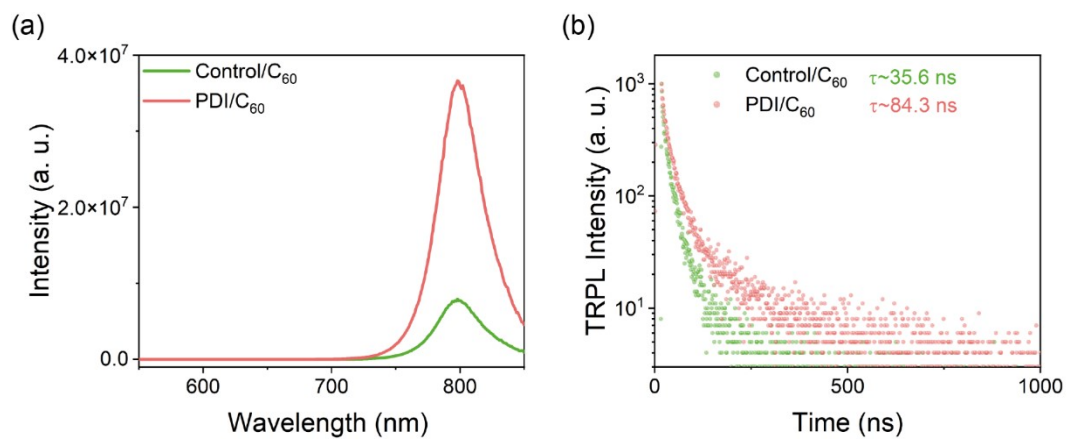 (a)
Intensity (a. u.)
4.0×10⁷
2.0×10⁷
0.0
Control/C₆₀
PDI/C₆₀
600
700
800
Wavelength (nm)
(b)
TRPL Intensity (a. u.)
10³
10²
10¹
Control/C₆₀ τ~35.6 ns
PDI/C₆₀ τ~84.3 ns
0
500
1000
Time (ns)